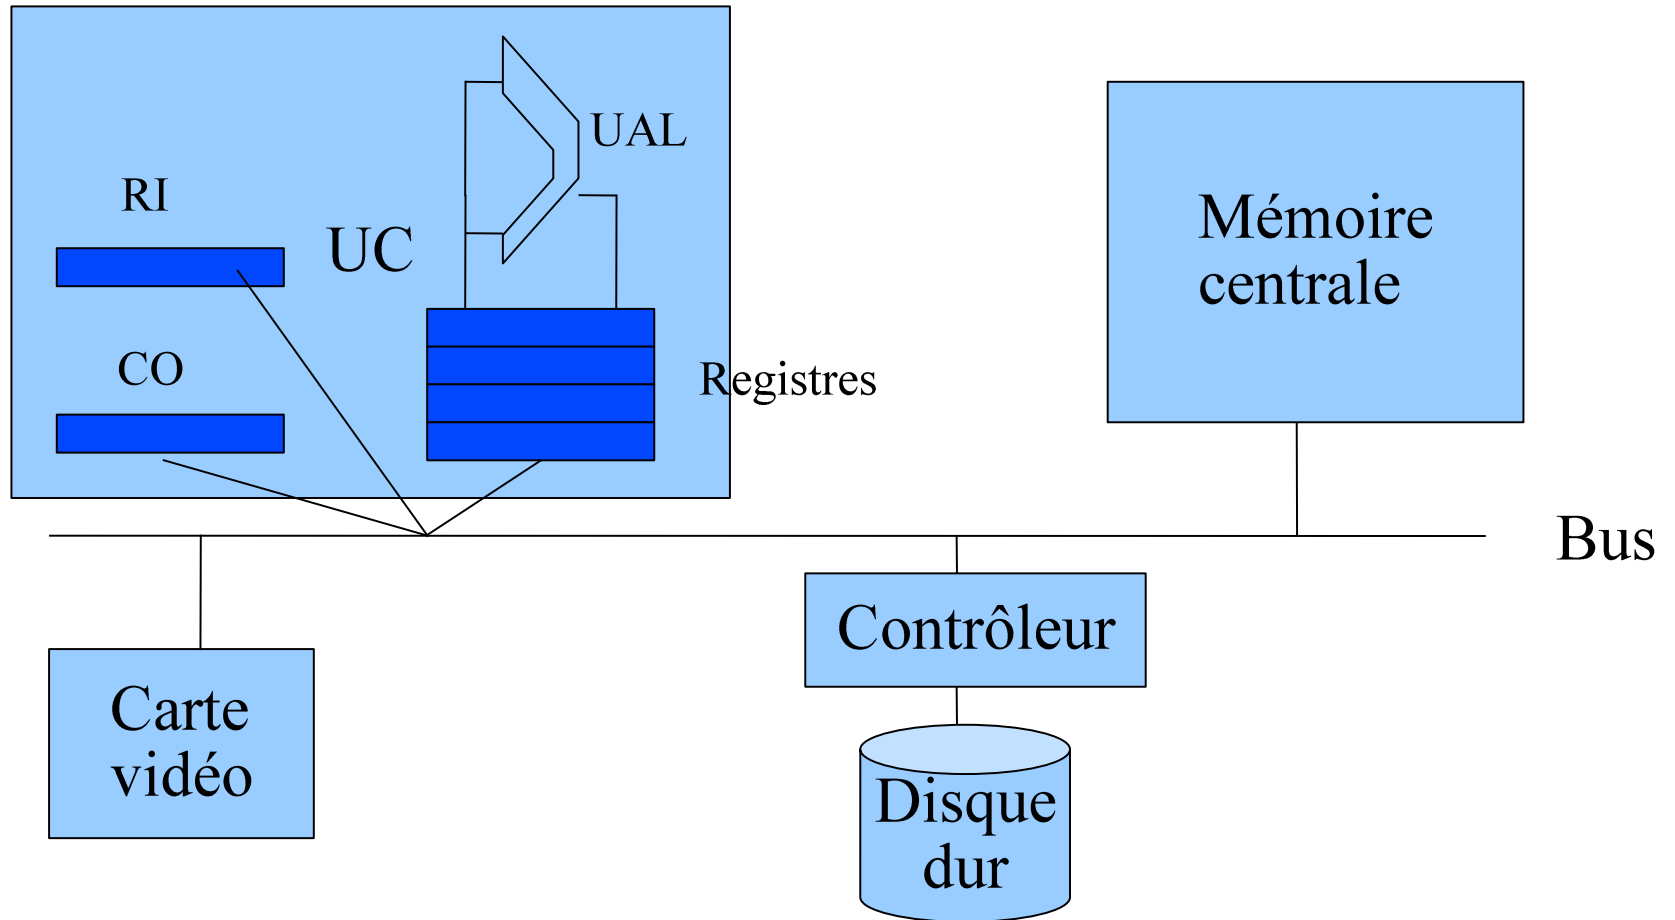 UAL
RI
UC
CO
Registres
Mémoire
centrale
Bus
Contrôleur
Carte
vidéo
Disque
dur